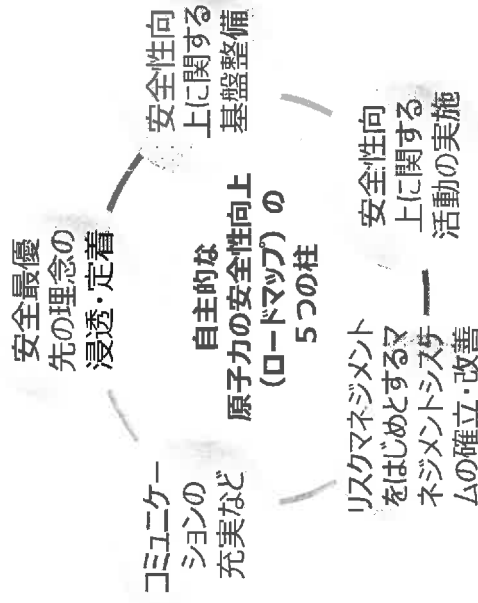 安全最優
先の理念の
浸透・定着
安全性向
上に関する
基盤整備
安全性向
上に関する
活動の実施
リスクマネジメント
をはじめとするマ
ネジメントシステ
ムの確立・改善
コミュニケー
ションの
充実など
自主的な
原子力の安全性向上
(ロードマップ)の
5つの柱